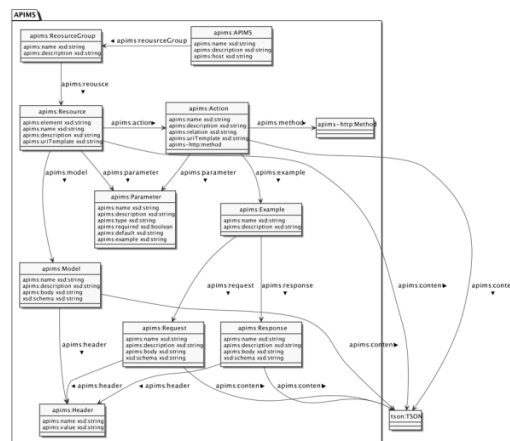 APIMS
apims:ReosurceGroup
apims:name xsd:string
apims:description xsd:string
apims:reousrceGroup
apims:APIMS
apims:name xsd:string
apims:description xsd:string
apims:host xsd:string
apims:reousce
apims:Resource
apims:element xsd:string
apims:name xsd:string
apims:description xsd:string
apims:uriTemplate xsd:string
apims:action
apims:Action
apims:name xsd:string
apims:description xsd:string
apims:relation xsd:string
apims:uriTemplate xsd:string
apims-http:method
apims:method
apims-http:Method
apims:model
apims:parameter
apims:parameter
apims:example
apims:Parameter
apims:name xsd:string
apims:description xsd:string
apims:type xsd:string
apims:required xsd:boolean
apims:default xsd:string
apims:example xsd:string
apims:Example
apims:name xsd:string
apims:description xsd:string
apims:Model
apims:name xsd:string
apims:description xsd:string
apims:body xsd:string
xsd:schema xsd:string
apims:request
apims:response
apims:content
apims:conte
apims:header
apims:Request
apims:name xsd:string
apims:description xsd:string
apims:body xsd:string
xsd:schema xsd:string
apims:Response
apims:name xsd:string
apims:description xsd:string
apims:body xsd:string
xsd:schema xsd:string
apims:content
apims:header
apims:header
apims:content
apims:content
apims:Header
apims:name xsd:string
apims:value xsd:string
tson:TSON